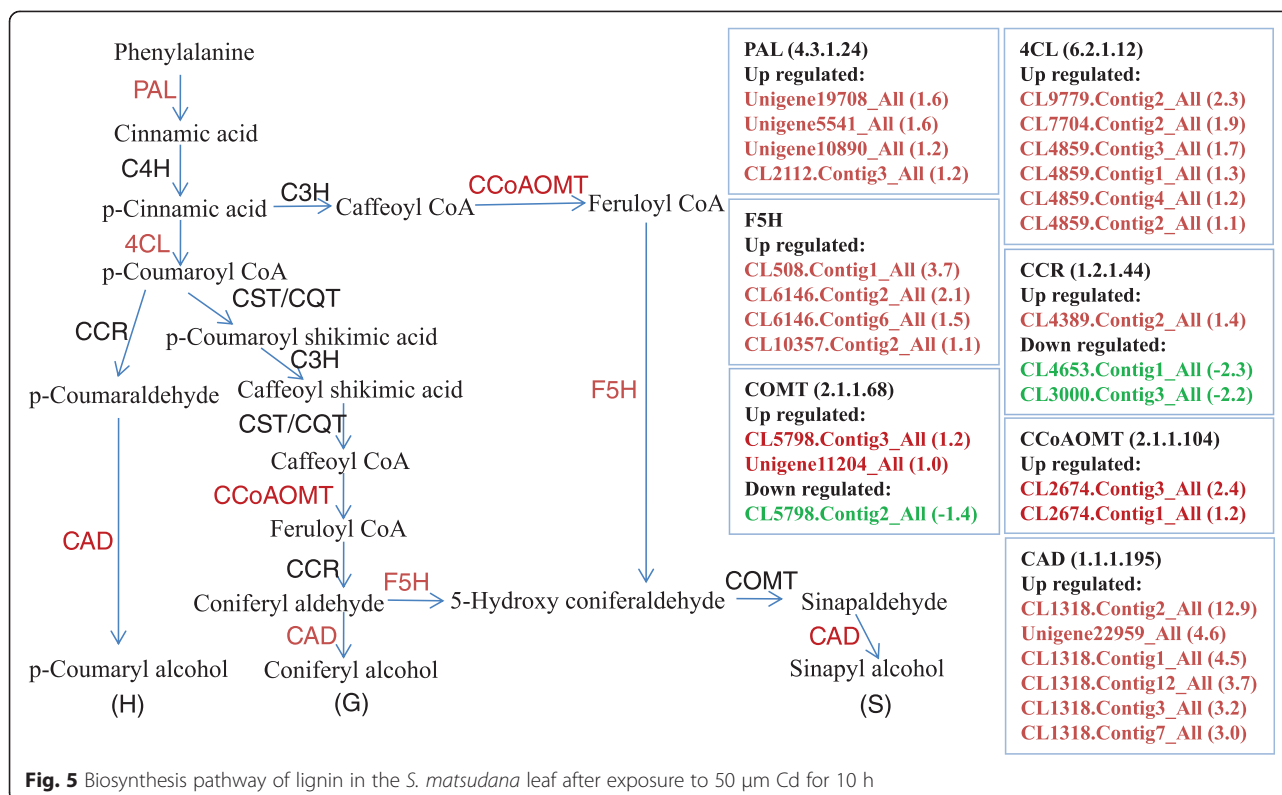 Phenylalanine
PAL
Cinnamic acid
C4H
p-Cinnamic acid
C3H
Caffeoyl CoA
CCoAOMT
Feruloyl CoA
4CL
p-Coumaroyl CoA
CST/CQT
CCR
p-Coumaroyl shikimic acid
C3H
p-Coumaraldehyde
Caffeoyl shikimic acid
F5H
CST/CQT
Caffeoyl CoA
CCoAOMT
CAD
Feruloyl CoA
CCR
F5H
COMT
Coniferyl aldehyde
5-Hydroxy coniferaldehyde
Sinapaldehyde
CAD
CAD
p-Coumaryl alcohol
Coniferyl alcohol
Sinapyl alcohol
(H)
(G)
(S)
PAL (4.3.1.24)
Up regulated:
Unigene19708_All (1.6)
Unigene5541_All (1.6)
Unigene10890_All (1.2)
CL2112.Contig3_All (1.2)
F5H
Up regulated:
CL508.Contig1_All (3.7)
CL6146.Contig2_All (2.1)
CL6146.Contig6_All (1.5)
CL10357.Contig2_All (1.1)
COMT (2.1.1.68)
Up regulated:
CL5798.Contig3_All (1.2)
Unigene11204_All (1.0)
Down regulated:
CL5798.Contig2_All (-1.4)
4CL (6.2.1.12)
Up regulated:
CL9779.Contig2_All (2.3)
CL7704.Contig2_All (1.9)
CL4859.Contig3_All (1.7)
CL4859.Contig1_All (1.3)
CL4859.Contig4_All (1.2)
CL4859.Contig2_All (1.1)
CCR (1.2.1.44)
Up regulated:
CL4389.Contig2_All (1.4)
Down regulated:
CL4653.Contig1_All (-2.3)
CL3000.Contig3_All (-2.2)
CCoAOMT (2.1.1.104)
Up regulated:
CL2674.Contig3_All (2.4)
CL2674.Contig1_All (1.2)
CAD (1.1.1.195)
Up regulated:
CL1318.Contig2_All (12.9)
Unigene22959_All (4.6)
CL1318.Contig1_All (4.5)
CL1318.Contig12_All (3.7)
CL1318.Contig3_All (3.2)
CL1318.Contig7_All (3.0)
Fig. 5 Biosynthesis pathway of lignin in the S. matsudana leaf after exposure to 50 μm Cd for 10 h